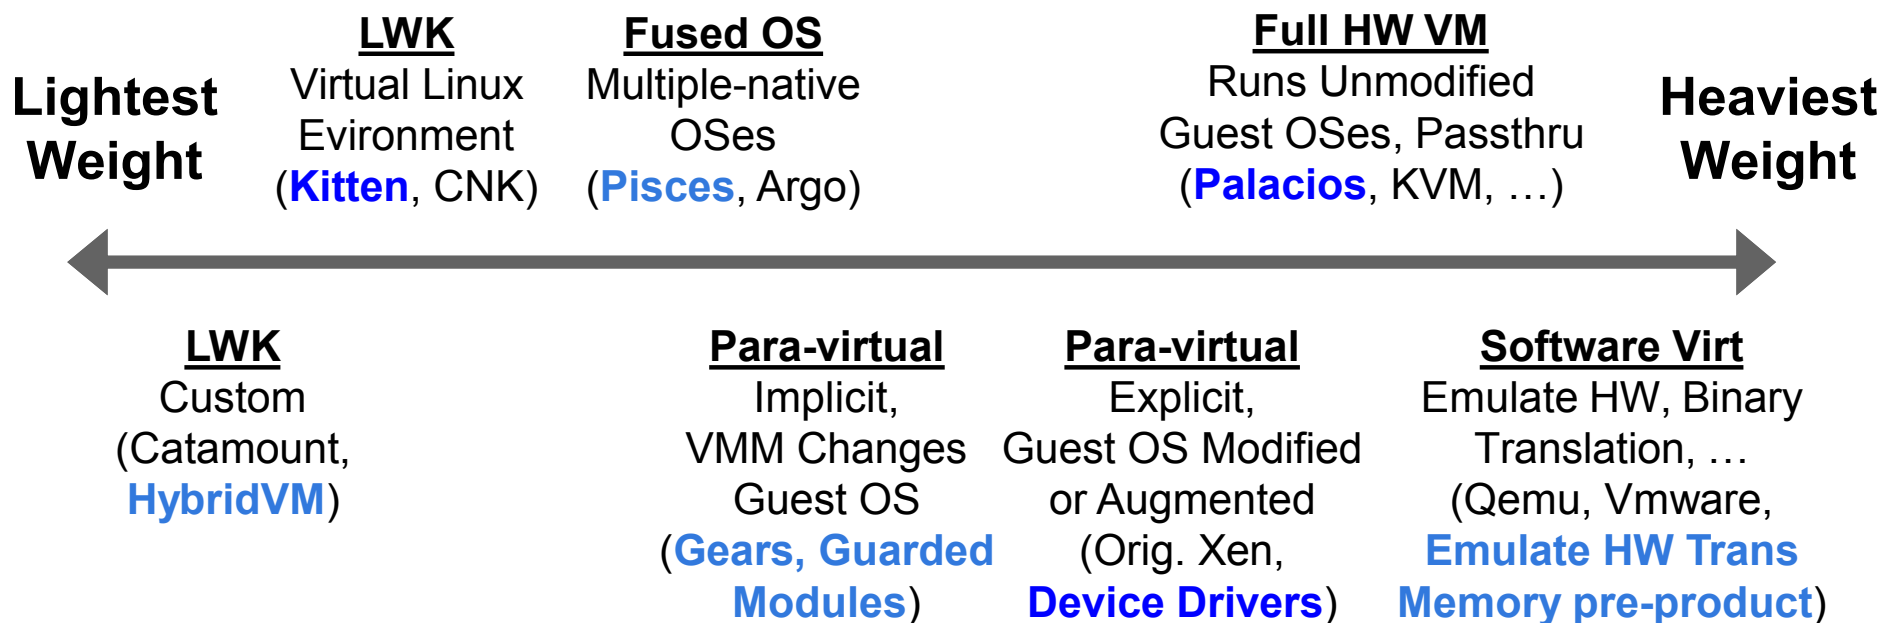 Lightest
Weight
LWK
Virtual Linux
Evironment
(Kitten, CNK)
Fused OS
Multiple-native
OSes
(Pisces, Argo)
Full HW VM
Runs Unmodified
Guest OSes, Passthru
(Palacios, KVM, …)
Heaviest
Weight
LWK
Custom
(Catamount,
HybridVM)
Para-virtual
Implicit,
VMM Changes
Guest OS
(Gears, Guarded
Modules)
Para-virtual
Explicit,
Guest OS Modified
or Augmented
(Orig. Xen,
Device Drivers)
Software Virt
Emulate HW, Binary
Translation, …
(Qemu, Vmware,
Emulate HW Trans
Memory pre-product)